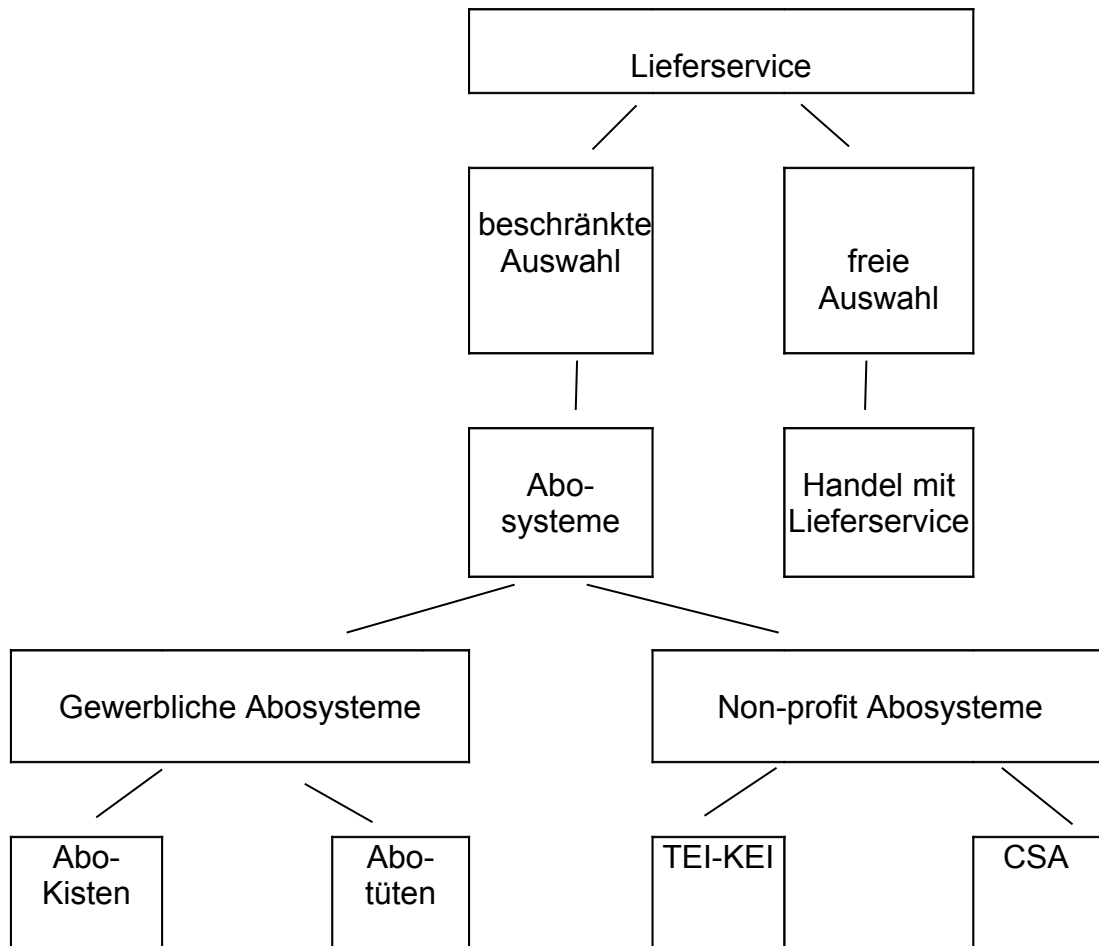 Lieferservice
beschränkte
Auswahl
freie
Auswahl
Abo-
systeme
Handel mit
Lieferservice
Gewerbliche Abosysteme
Non-profit Abosysteme
Abo-
Kisten
Abo-
tüten
TEI-KEI
CSA